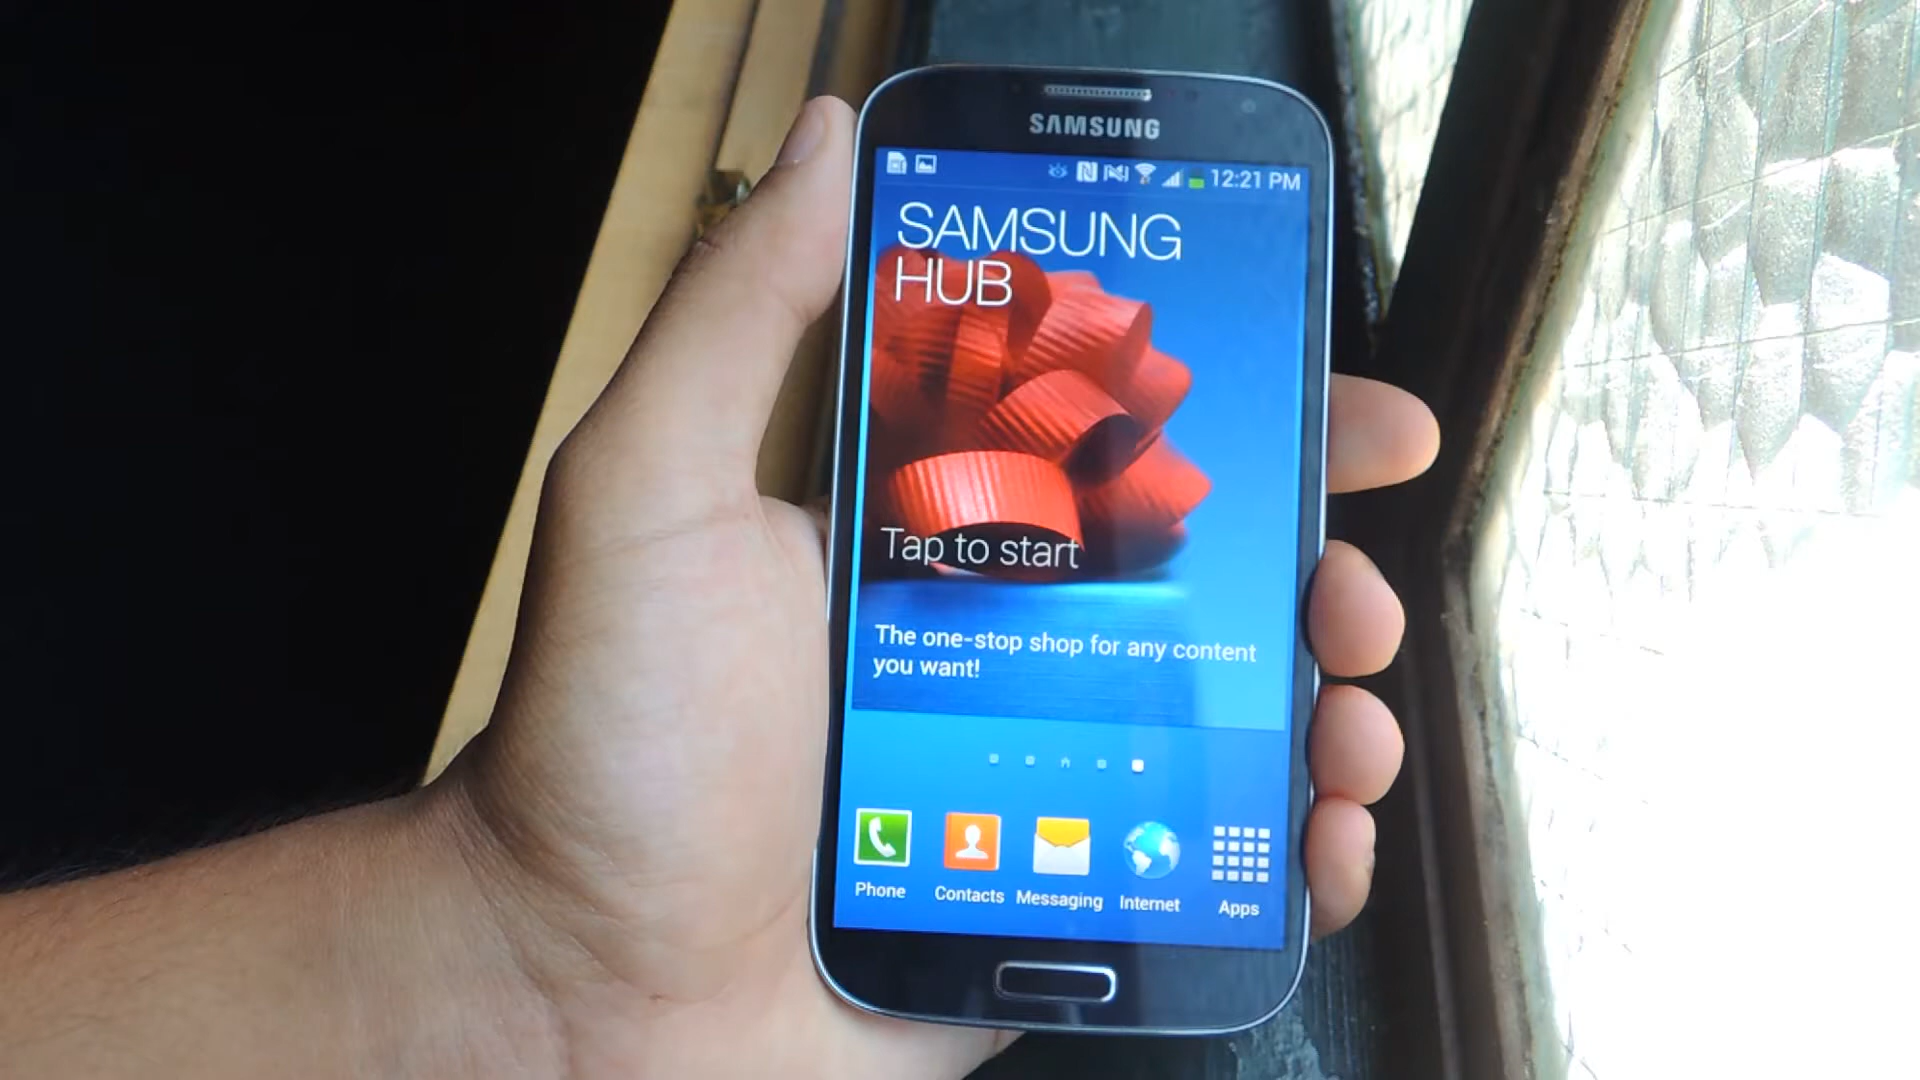 SAMSUNG
12:21 PM
SAMSUNG
HUB
Tap to start
The one-stop shop for any content
you want!
Phone Contacts Messaging Internet Apps